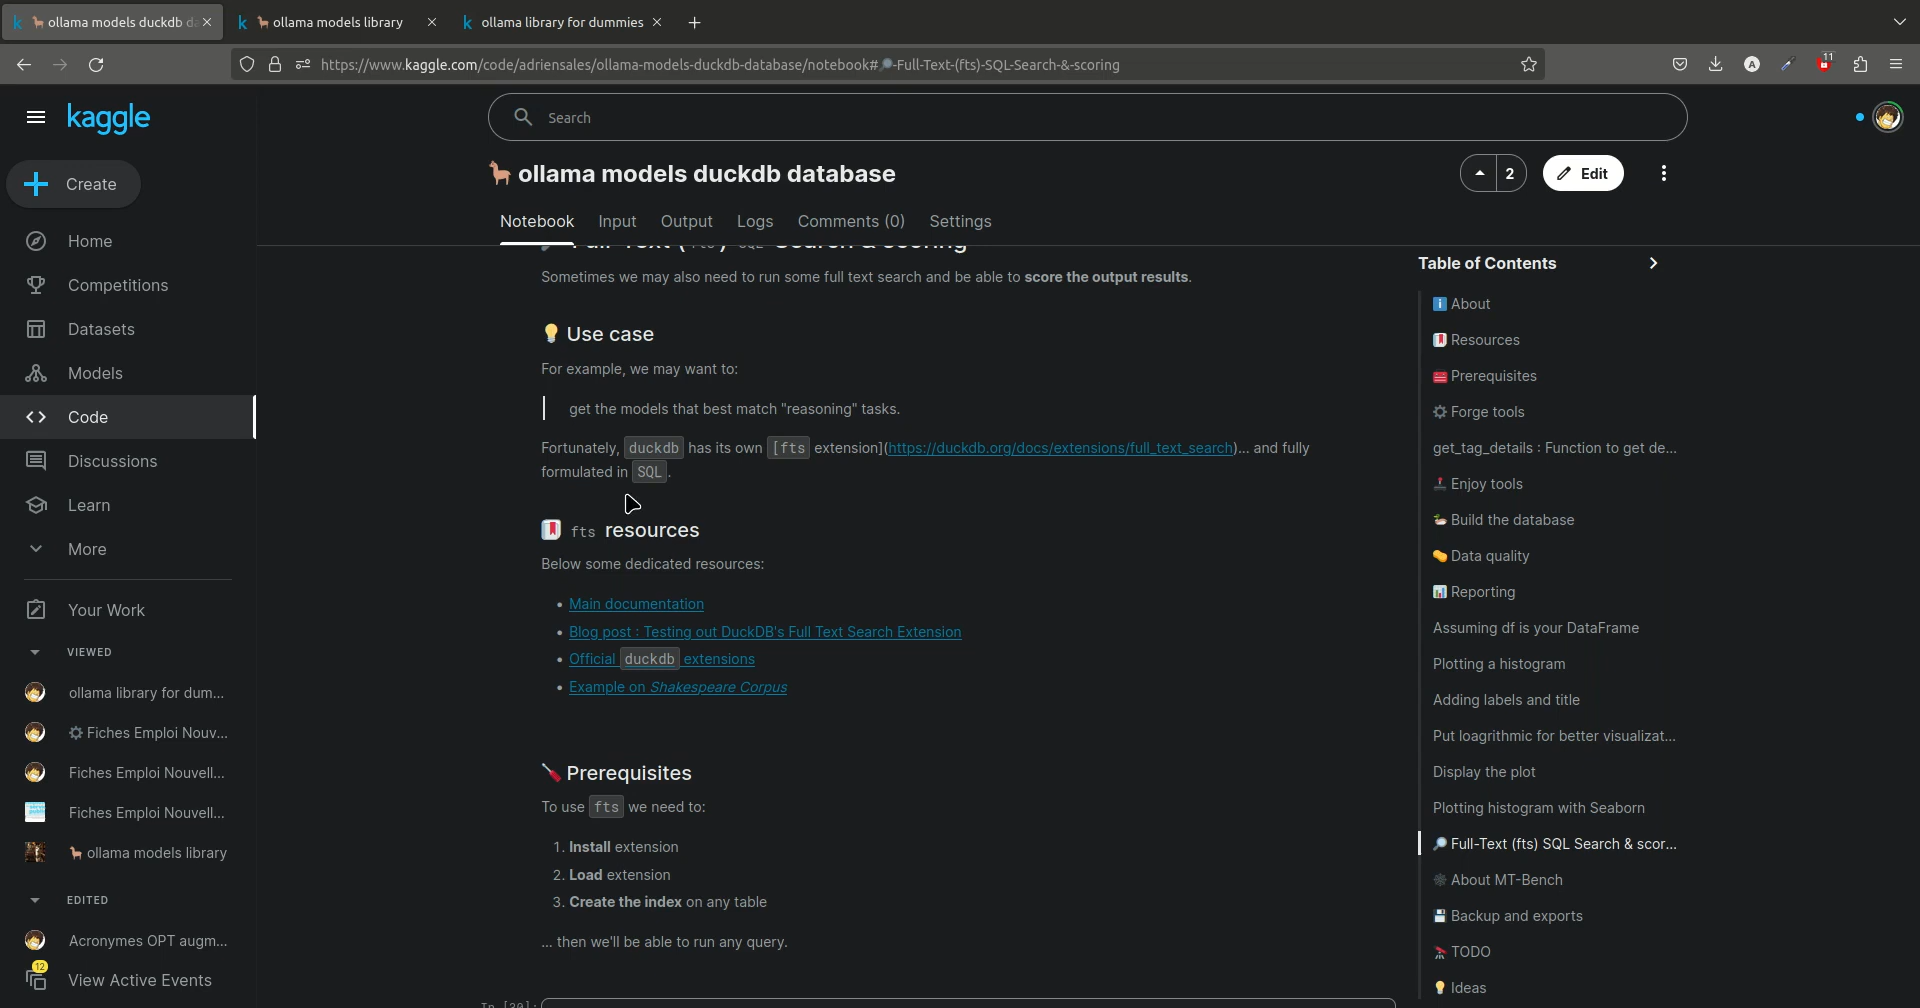 ollama models duckdb da
ollama models library
ollama library for dummies
https://www.kaggle.com/code/adriensales/ollama-models-duckdb-database/notebook#🔎-Full-Text-(fts)-SQL-Search-&-scoring
A
11
kaggle
Search
Create
🦙 ollama models duckdb database
2
Edit
Notebook
Input
Output
Logs
Comments (0)
Settings
Home
Competitions
Datasets
Models
Code
Discussions
Learn
More
Your Work
VIEWED
ollama library for dum...
Fiches Emploi Nouv...
Fiches Emploi Nouvell...
Fiches Emploi Nouvell...
🦙 ollama models library
EDITED
Acronymes OPT augm...
12
View Active Events
Full-Text (fts) SQL Search & scoring
Sometimes we may also need to run some full text search and be able to score the output results.
💡 Use case
For example, we may want to:
get the models that best match "reasoning" tasks.
Fortunately, duckdb has its own [fts extension](https://duckdb.org/docs/extensions/full_text_search)... and fully
formulated in SQL.
fts resources
Below some dedicated resources:
• Main documentation
• Blog post : Testing out DuckDB's Full Text Search Extension
• Official duckdb extensions
• Example on Shakespeare Corpus
Prerequisites
To use fts we need to:
1. Install extension
2. Load extension
3. Create the index on any table
... then we'll be able to run any query.
In [30]:
Table of Contents
About
Resources
Prerequisites
Forge tools
get_tag_details : Function to get de...
Enjoy tools
Build the database
Data quality
Reporting
Assuming df is your DataFrame
Plotting a histogram
Adding labels and title
Put loagrithmic for better visualizat...
Display the plot
Plotting histogram with Seaborn
Full-Text (fts) SQL Search & scor...
About MT-Bench
Backup and exports
TODO
Ideas